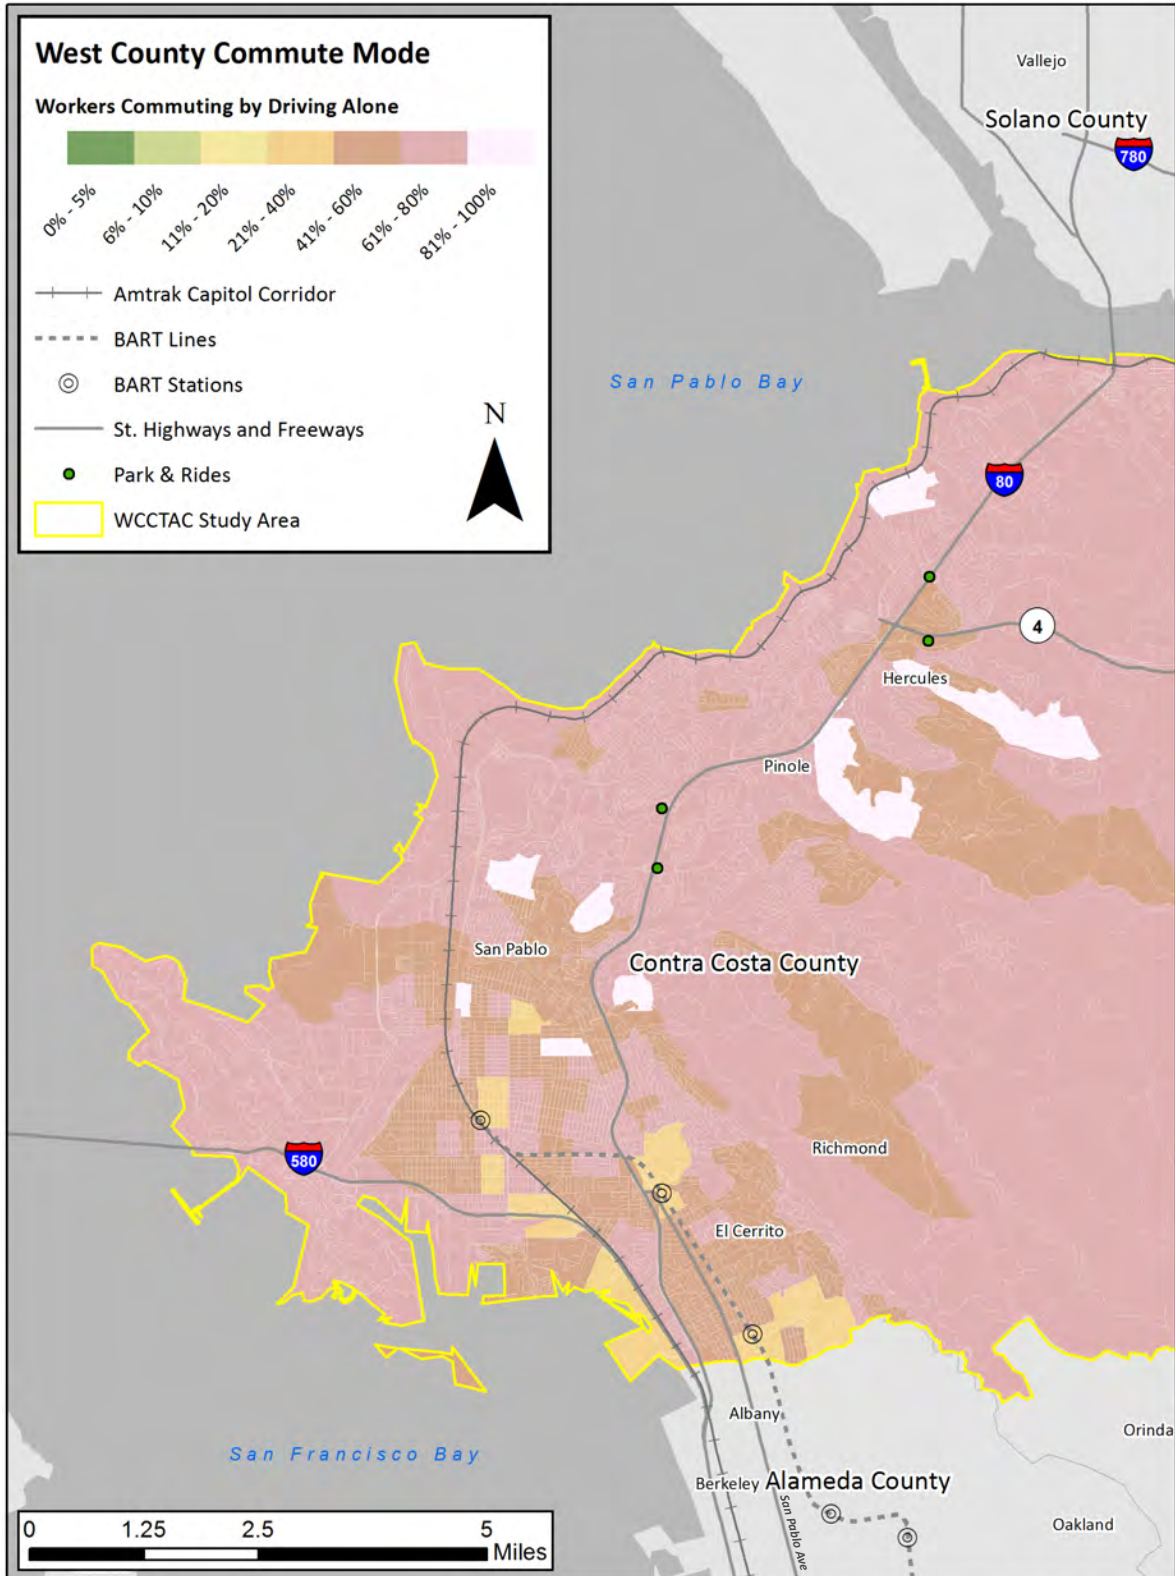 West County Commute Mode
Workers Commuting by Driving Alone
0% - 5%
6% - 10%
11% - 20%
21% - 40%
41% - 60%
61% - 80%
81% - 100%
Amtrak Capitol Corridor
BART Lines
BART Stations
St. Highways and Freeways
Park & Rides
WCCTAC Study Area
N
Vallejo
Solano County
780
San Pablo Bay
80
4
Hercules
Pinole
San Pablo
Contra Costa County
Richmond
580
El Cerrito
Albany
Orinda
San Francisco Bay
Berkeley
Alameda County
San Pablo Ave
Oakland
0 1.25 2.5 5
Miles